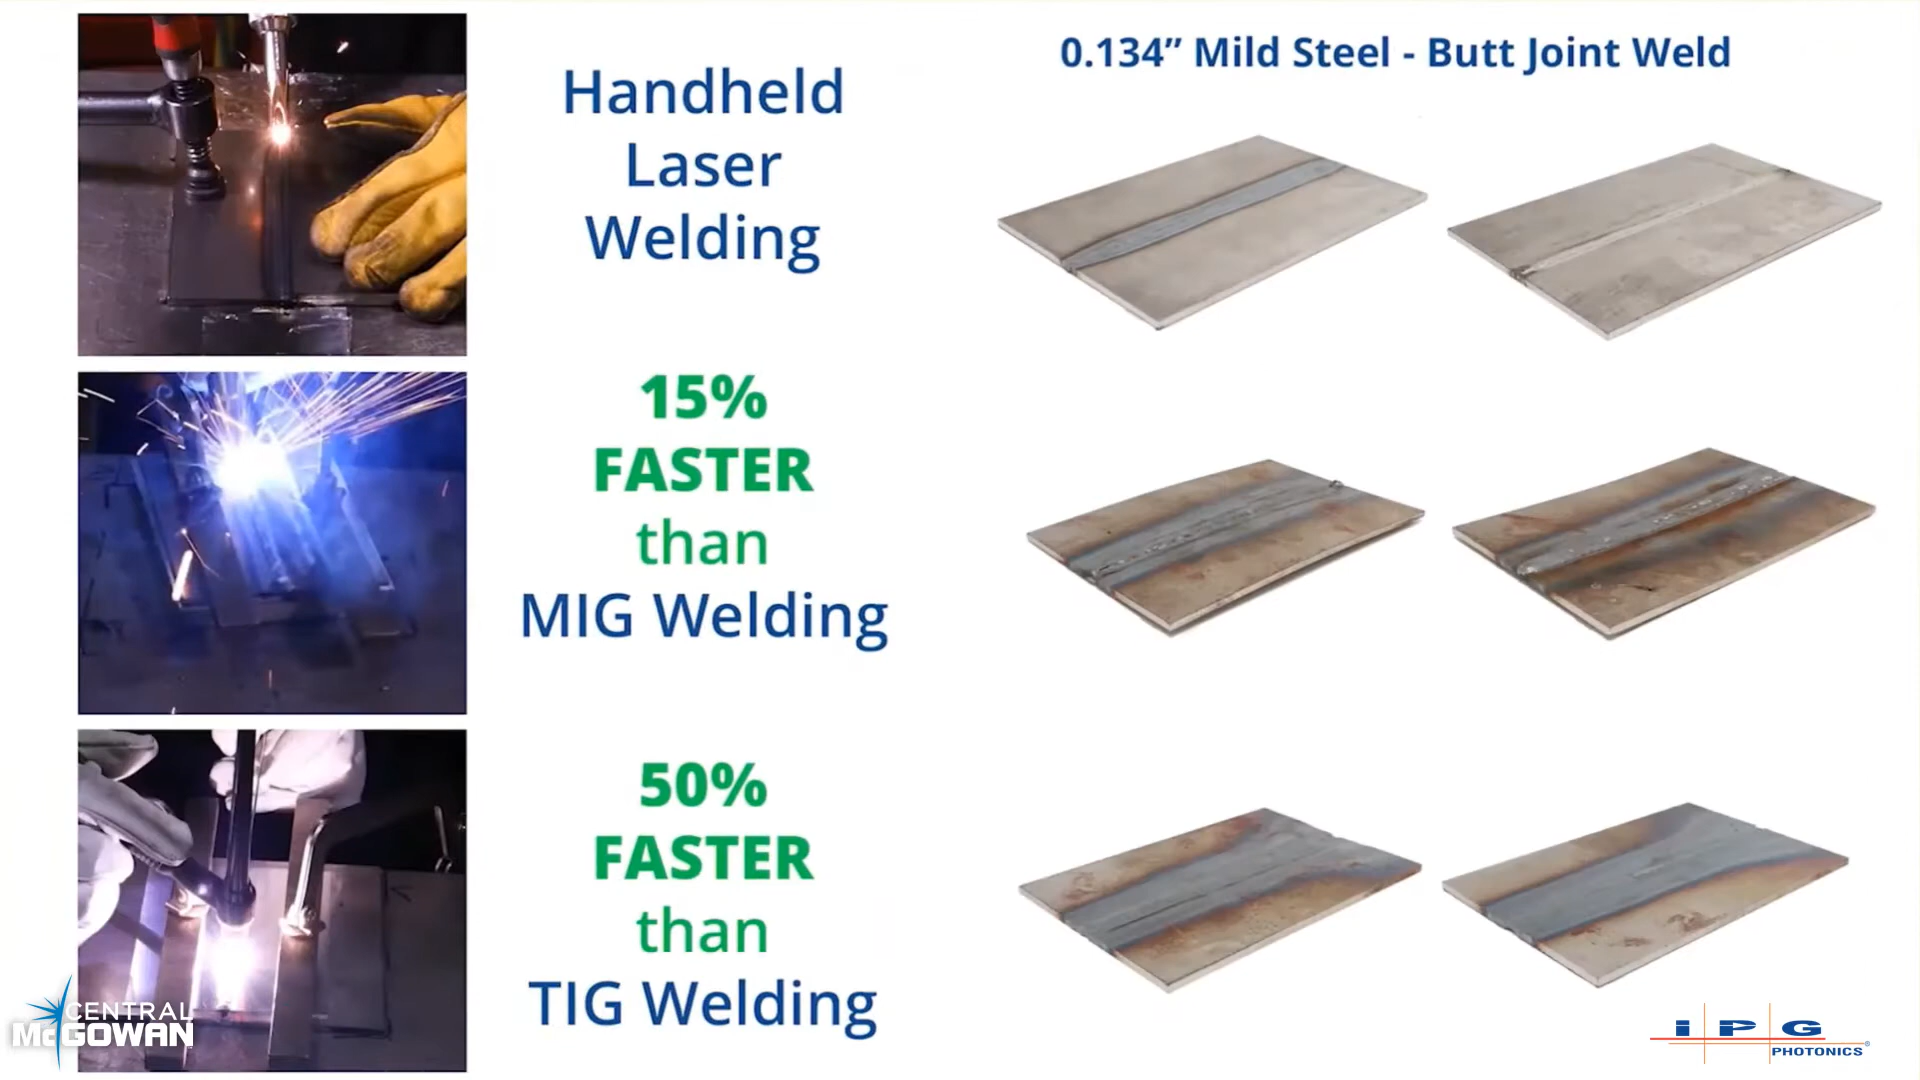 0.134” Mild Steel - Butt Joint Weld
Handheld
Laser
Welding
15%
FASTER
than
MIG Welding
50%
FASTER
than
TIG Welding
CENTRAL
McGOWAN
IPG
PHOTONICS®